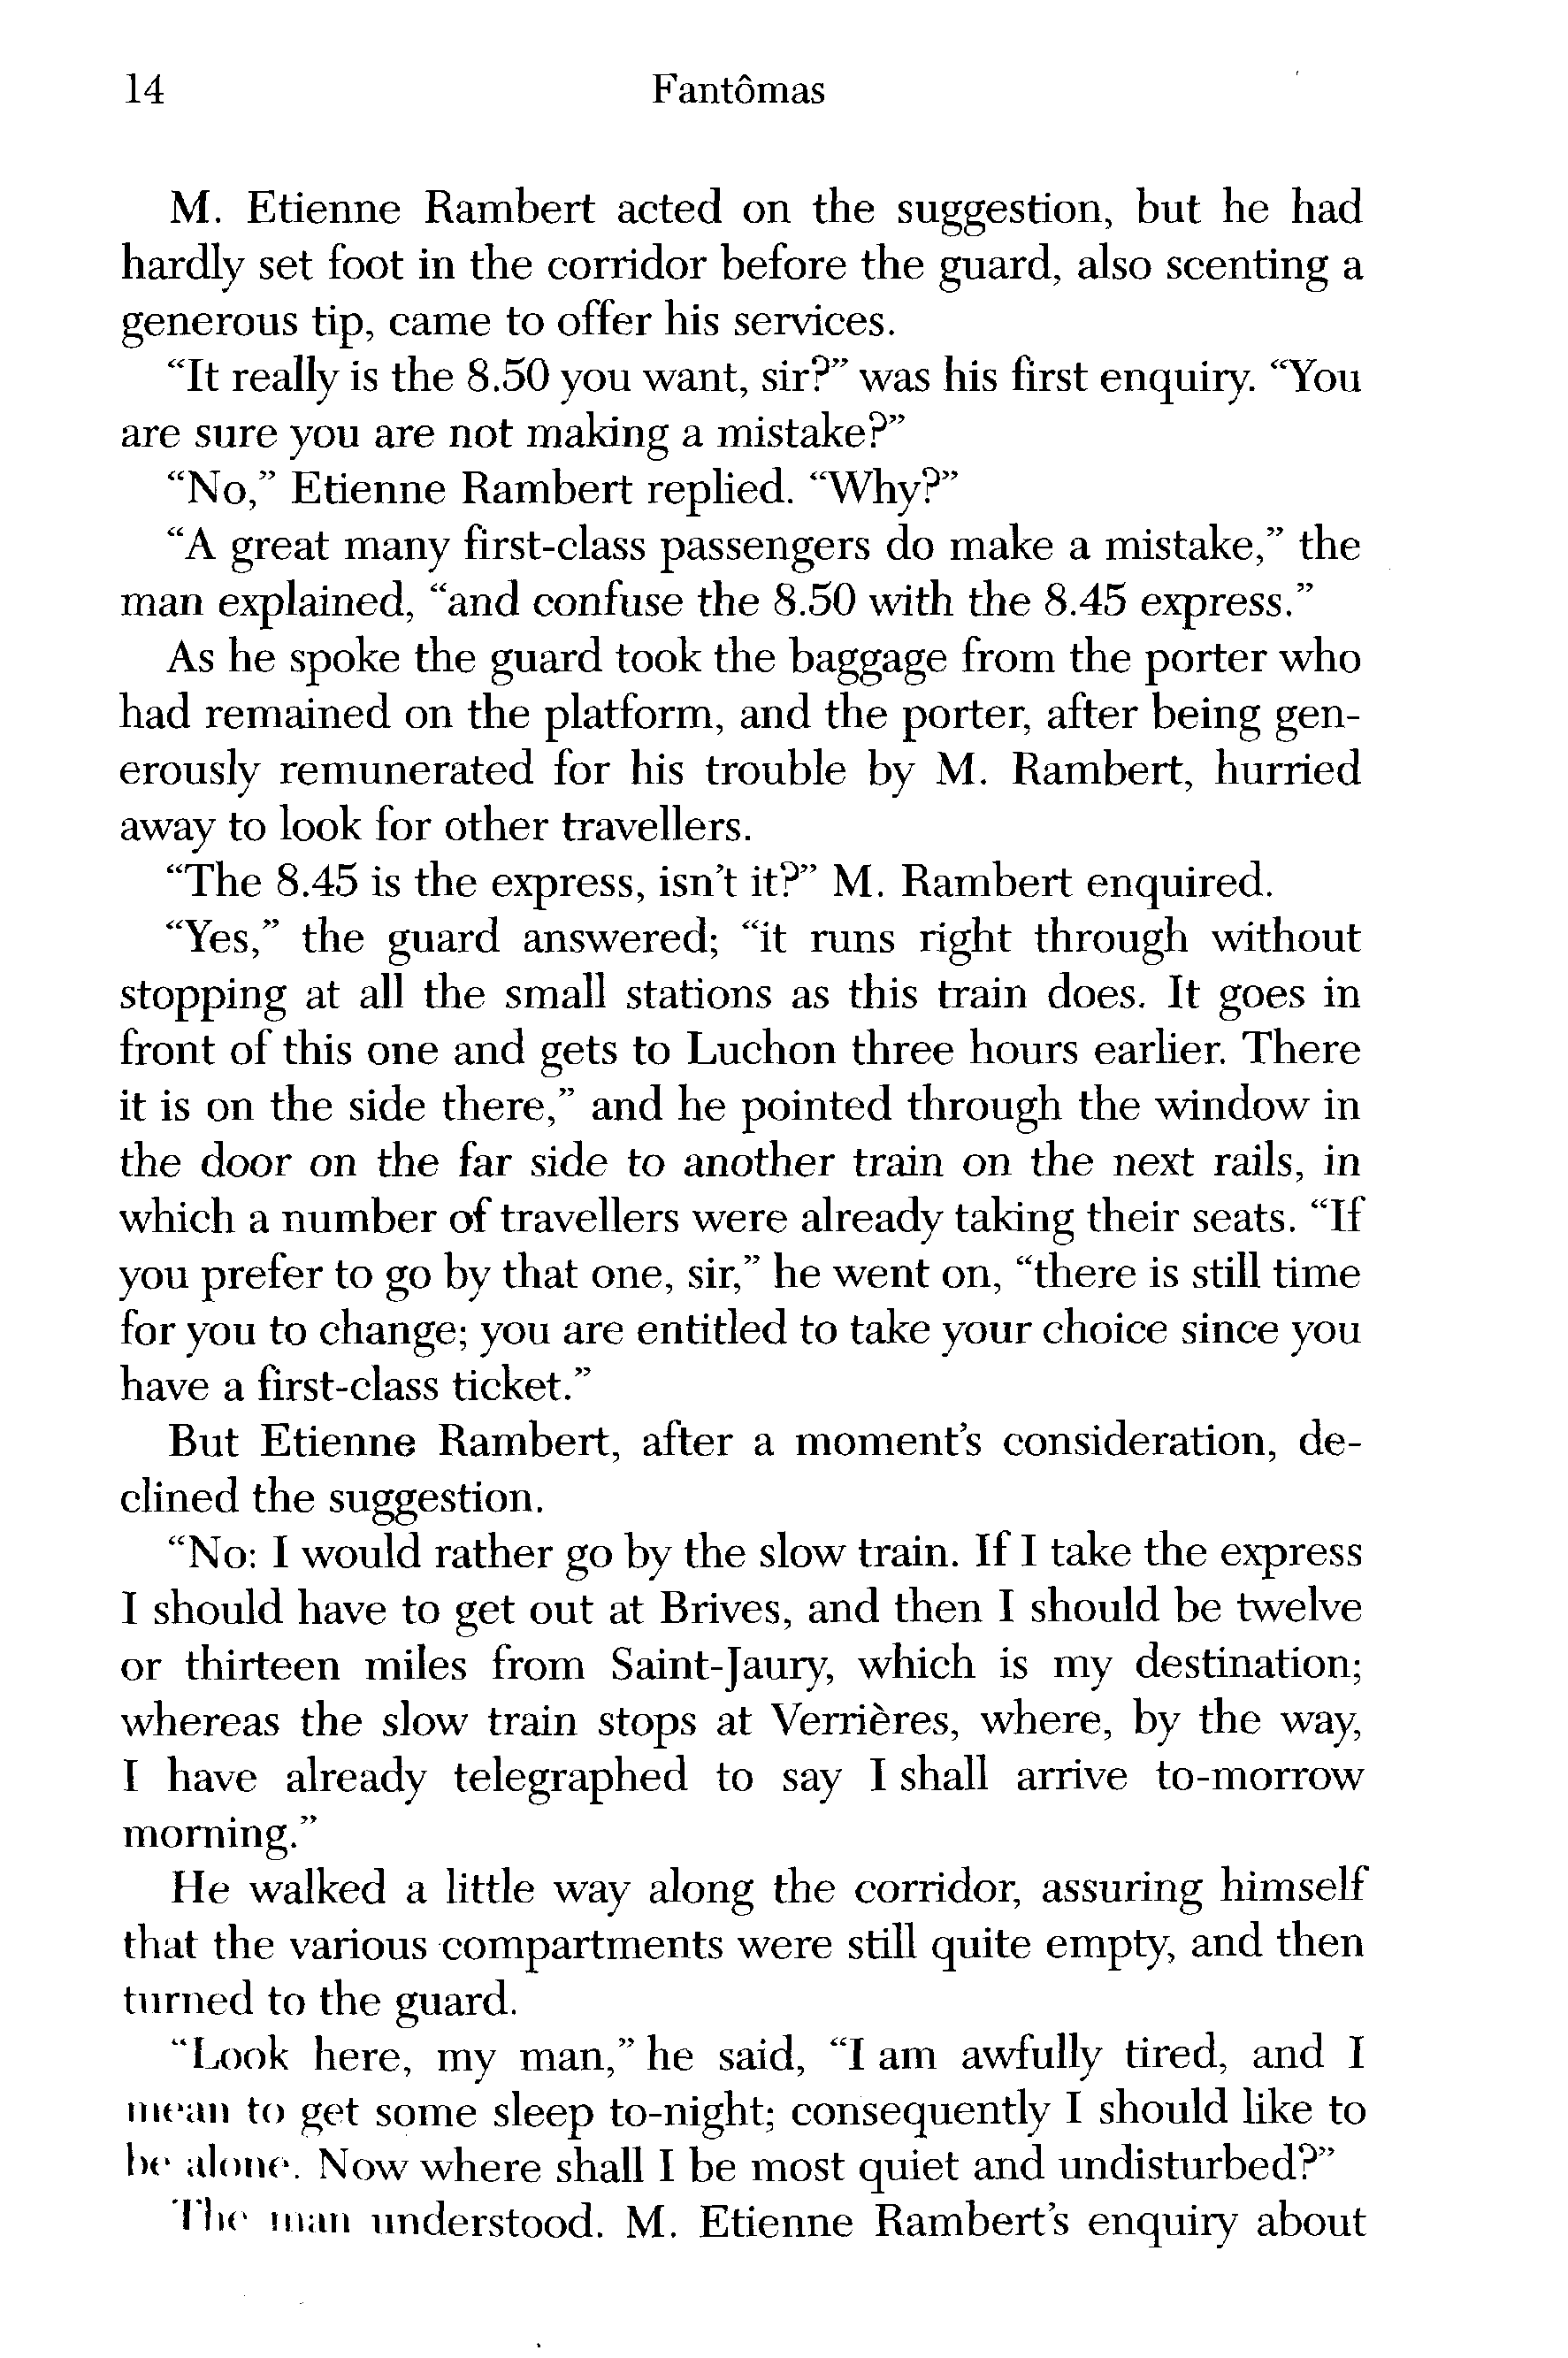 14 Fantômas
M. Etienne Rambert acted on the suggestion, but he had
hardly set foot in the corridor before the guard, also scenting a
generous tip, came to offer his services.
“It really is the 8.50 you want, sir?” was his first enquiry. “You
are sure you are not making a mistake?”
“No,” Etienne Rambert replied. “Why?”
“A great many first-class passengers do make a mistake,” the
man explained, “and confuse the 8.50 with the 8.45 express.”
As he spoke the guard took the baggage from the porter who
had remained on the platform, and the porter, after being gen-
erously remunerated for his trouble by M. Rambert, hurried
away to look for other travellers.
“The 8.45 is the express, isn’t it?” M. Rambert enquired.
“Yes,” the guard answered; “it runs right through without
stopping at all the small stations as this train does. It goes in
front of this one and gets to Luchon three hours earlier. There
it is on the side there,” and he pointed through the window in
the door on the far side to another train on the next rails, in
which a number of travellers were already taking their seats. “If
you prefer to go by that one, sir,” he went on, “there is still time
for you to change; you are entitled to take your choice since you
have a first-class ticket.”
But Etienne Rambert, after a moment’s consideration, de-
clined the suggestion.
“No: I would rather go by the slow train. If I take the express
I should have to get out at Brives, and then I should be twelve
or thirteen miles from Saint-Jaury, which is my destination;
whereas the slow train stops at Verrières, where, by the way,
I have already telegraphed to say I shall arrive to-morrow
morning.”
He walked a little way along the corridor, assuring himself
that the various compartments were still quite empty, and then
turned to the guard.
“Look here, my man,” he said, “I am awfully tired, and I
mean to get some sleep to-night; consequently I should like to
be alone. Now where shall I be most quiet and undisturbed?”
The man understood. M. Etienne Rambert’s enquiry about